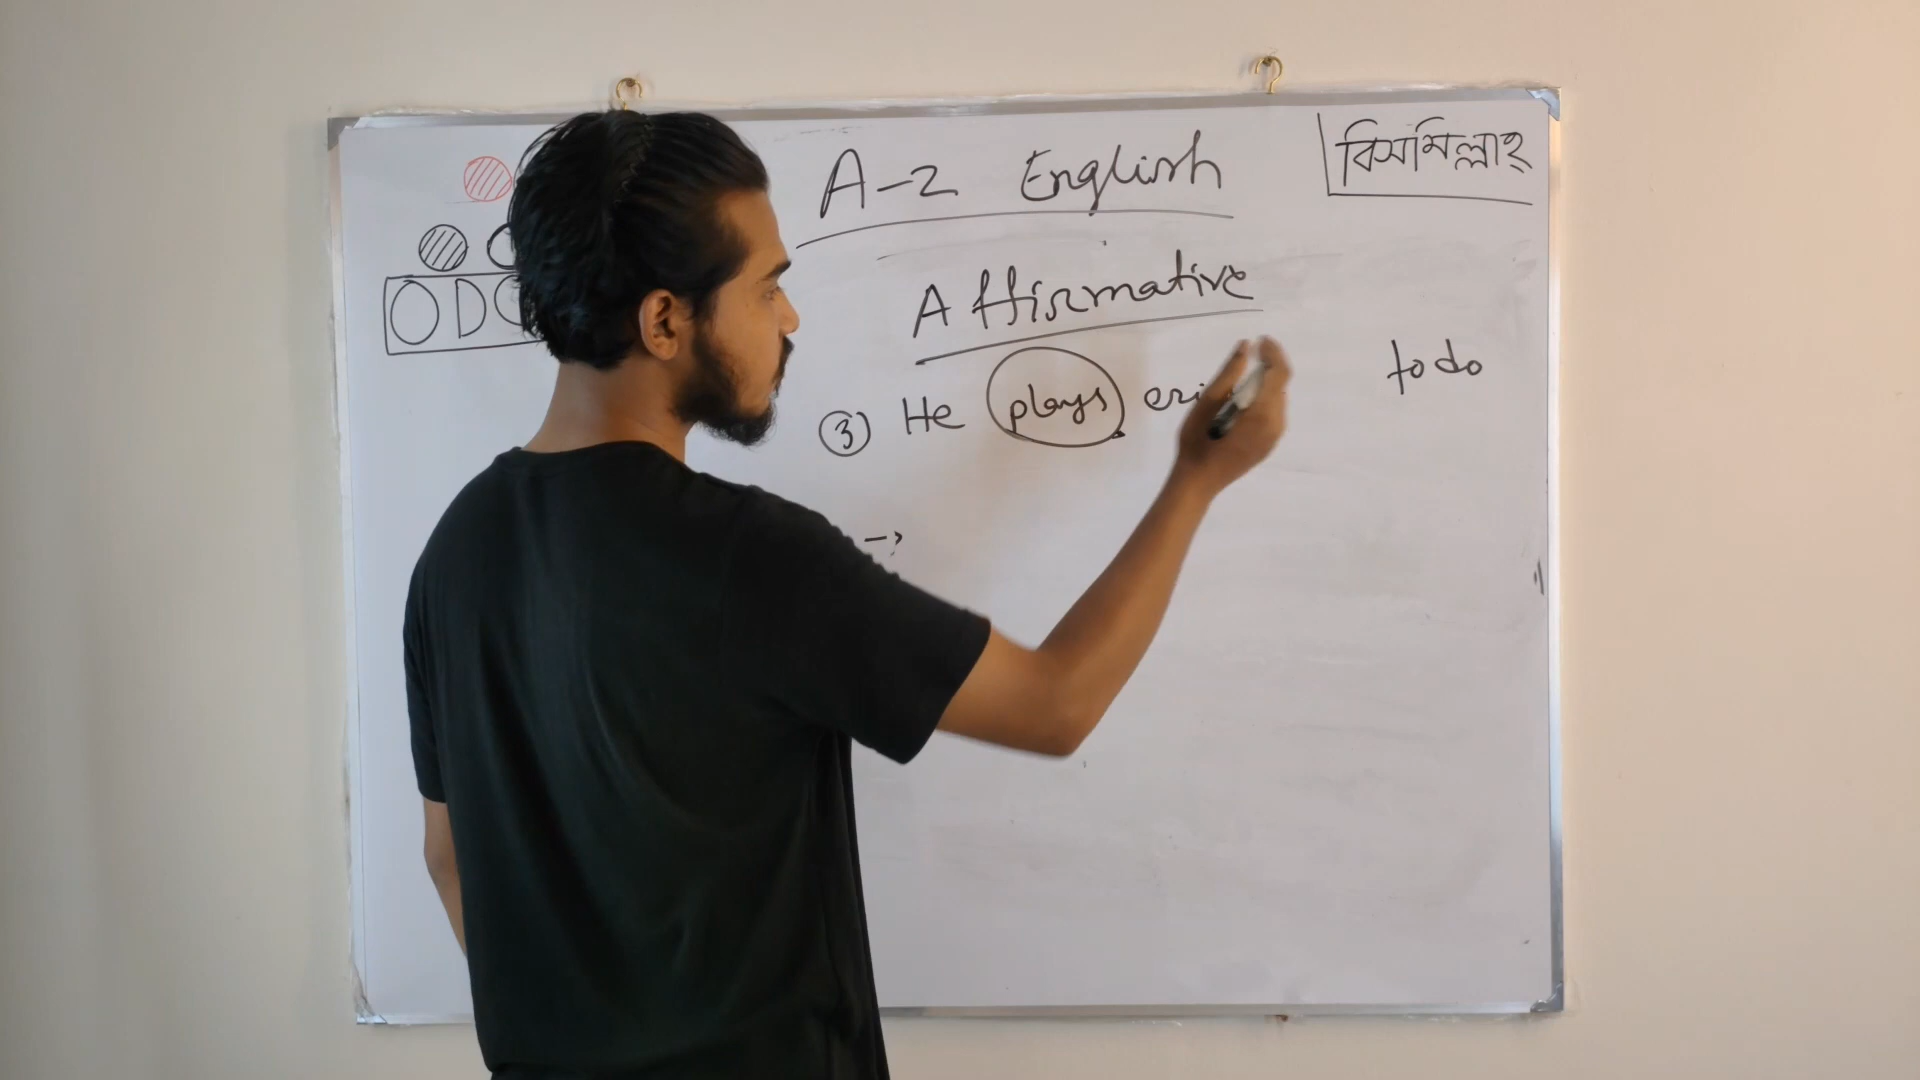 A-Z English
বিসমিল্লাহ
Affirmative
to do
③ He plays
→